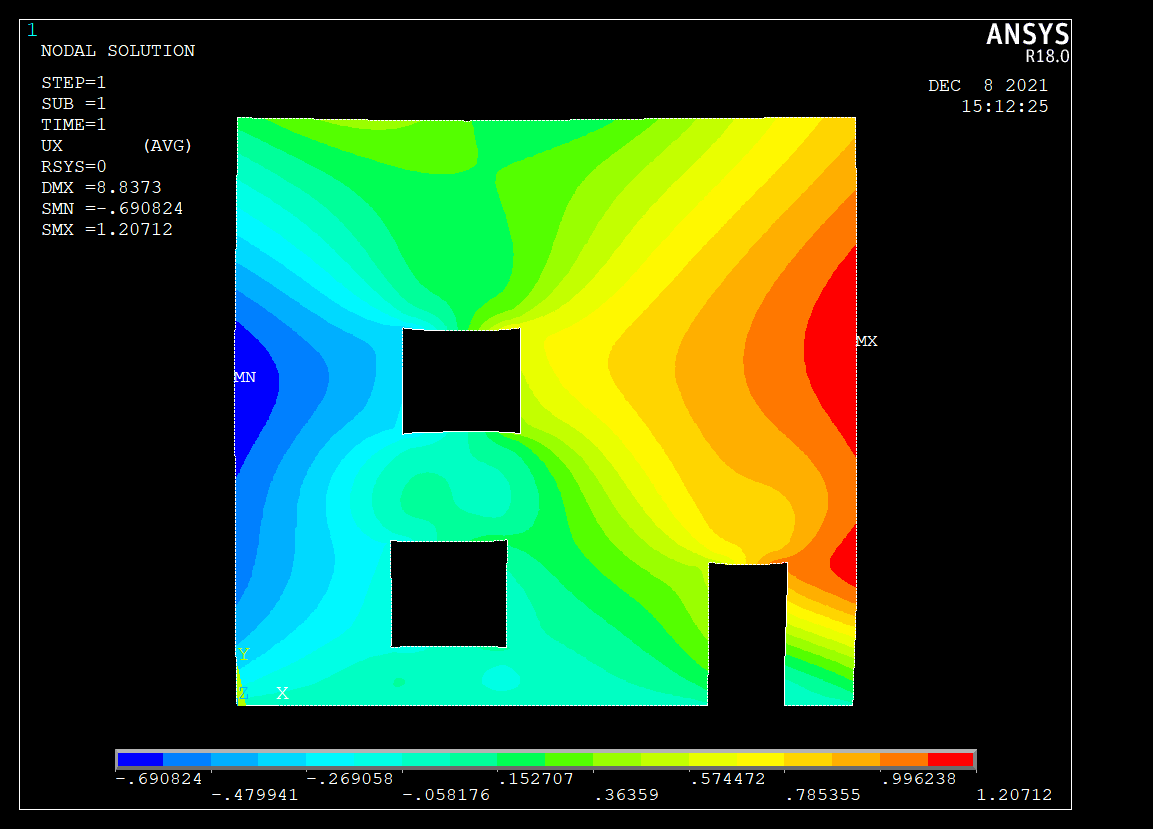 1
ANSYS
R18.0
NODAL SOLUTION
STEP=1
SUB =1
TIME=1
UX (AVG)
RSYS=0
DMX =8.8373
SMN =-.690824
SMX =1.20712
DEC 8 2021
15:12:25
MX
MN
Y
Z X
-.690824 -.269058 .152707 .574472 .996238
-.479941 -.058176 .36359 .785355 1.20712